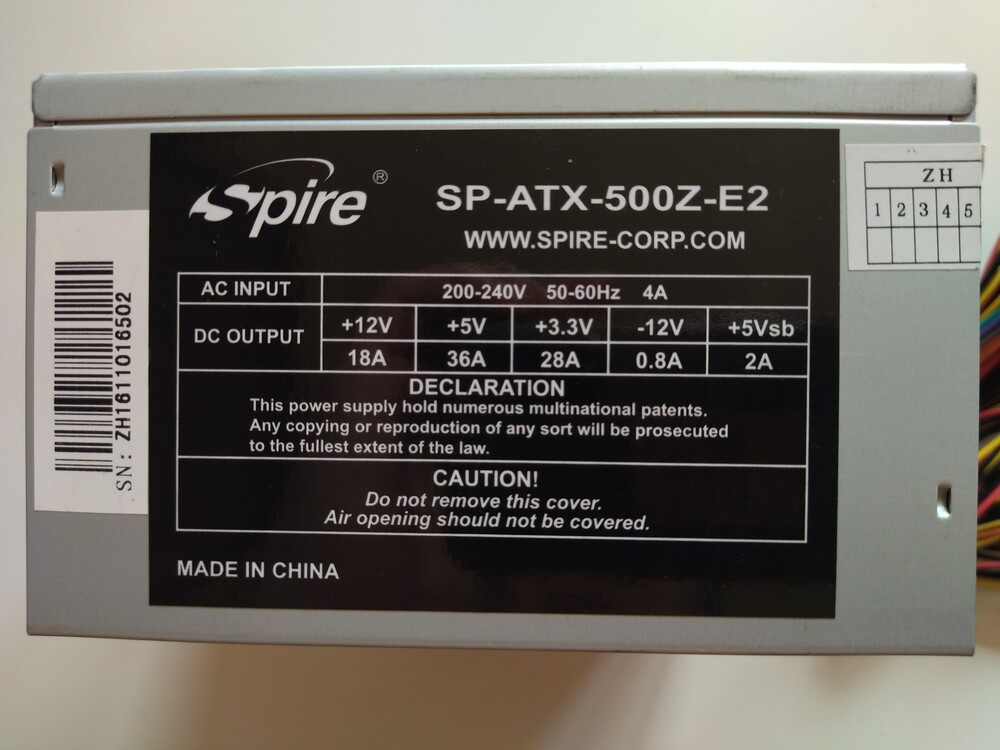 Spire®
SP-ATX-500Z-E2
WWW.SPIRE-CORP.COM
AC INPUT 200-240V 50-60Hz 4A
DC OUTPUT +12V +5V +3.3V -12V +5Vsb
18A 36A 28A 0.8A 2A
DECLARATION
This power supply hold numerous multinational patents.
Any copying or reproduction of any sort will be prosecuted
to the fullest extent of the law.
CAUTION!
Do not remove this cover.
Air opening should not be covered.
MADE IN CHINA
SN: ZH1611016502
ZH
1 2 3 4 5